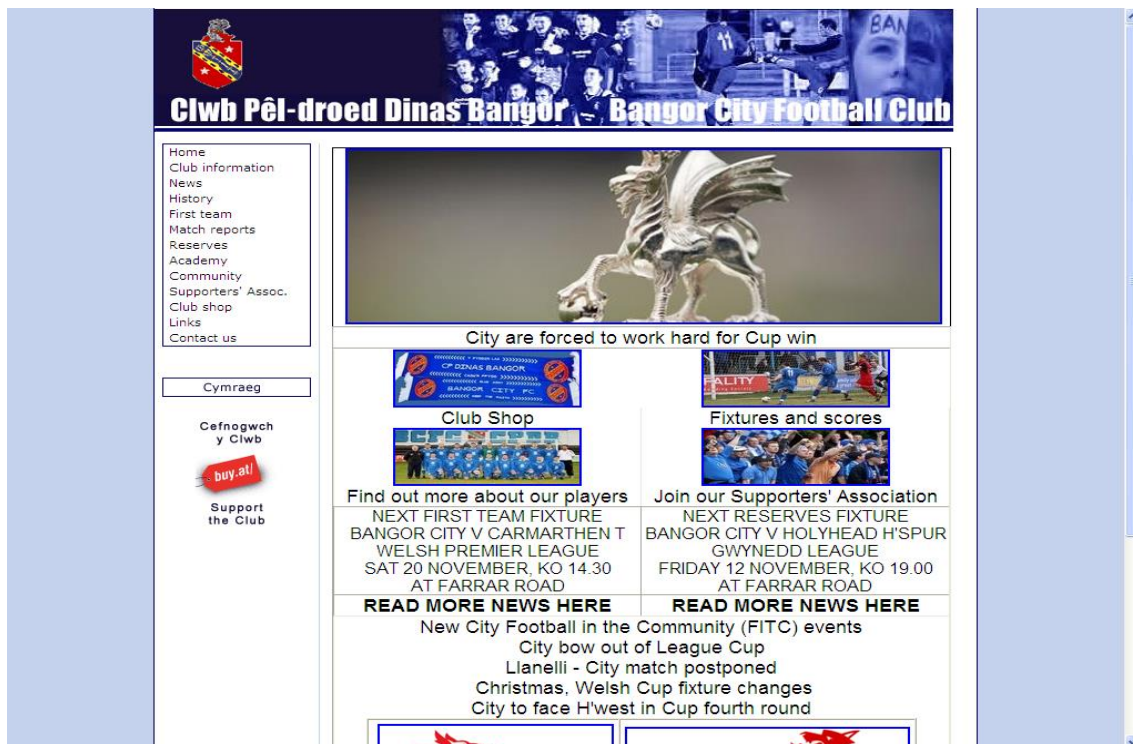 Clwb Pêl-droed Dinas Bangor Bangor City Football Club
BAN
11
Home
Club information
News
History
First team
Match reports
Reserves
Academy
Community
Supporters' Assoc.
Club shop
Links
Contact us
Cymraeg
Cefnogwch
y Clwb
buy.at/
Support
the Club
City are forced to work hard for Cup win
CP DINAS BANGOR
BANGOR CITY FC
ALITY
Club Shop
Fixtures and scores
Find out more about our players
Join our Supporters' Association
NEXT FIRST TEAM FIXTURE
BANGOR CITY V CARMARTHEN T
WELSH PREMIER LEAGUE
SAT 20 NOVEMBER, KO 14.30
AT FARRAR ROAD
NEXT RESERVES FIXTURE
BANGOR CITY V HOLYHEAD H'SPUR
GWYNEDD LEAGUE
FRIDAY 12 NOVEMBER, KO 19.00
AT FARRAR ROAD
READ MORE NEWS HERE
READ MORE NEWS HERE
New City Football in the Community (FITC) events
City bow out of League Cup
Llanelli - City match postponed
Christmas, Welsh Cup fixture changes
City to face H'west in Cup fourth round